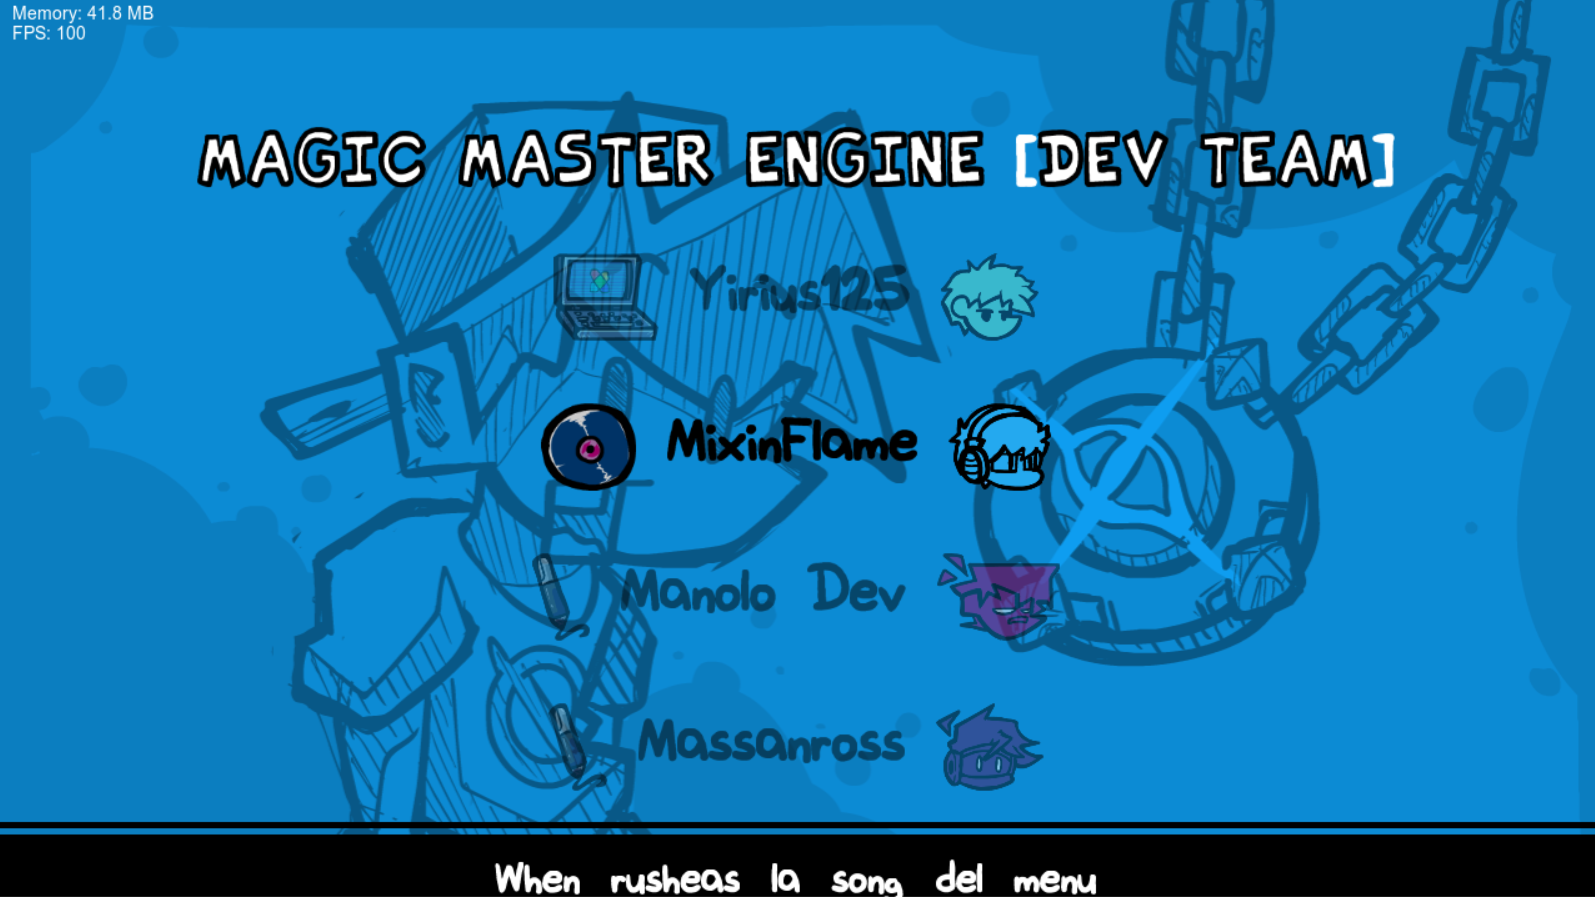 Memory: 41.8 MB
FPS: 100
MAGIC MASTER ENGINE [DEV TEAM]
Yirius125
MixinFlame
Manolo Dev
Massanross
When rusheas la song del menu